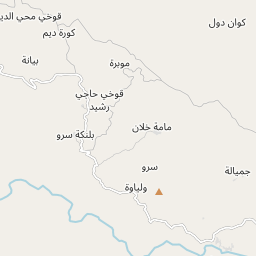 قوخي محي الدي
كورة ديم
كوان دول
بيانة
موبرة
قوخي حاجي
رشيد
مامة خلان
بلنكة سرو
سرو
جميالة
ولياوة